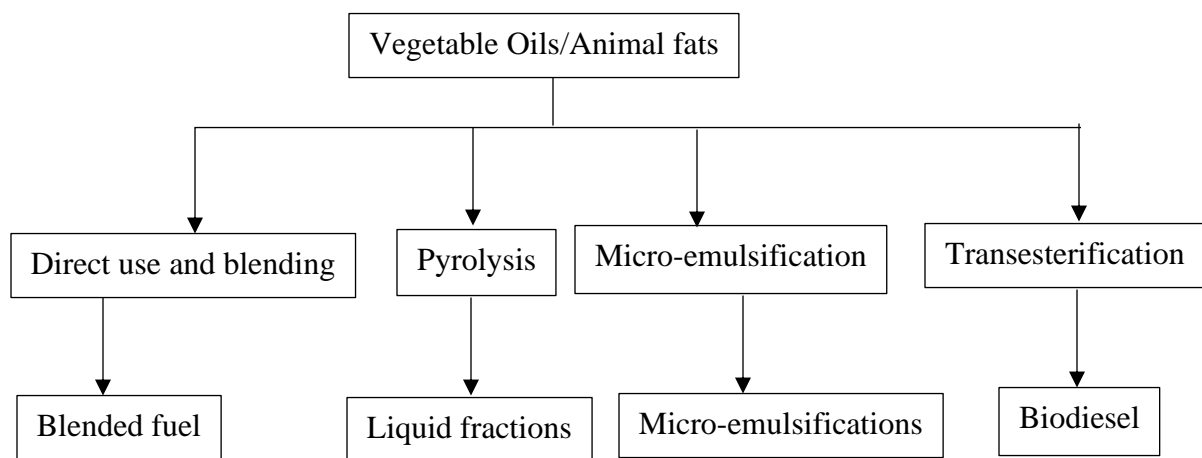 Vegetable Oils/Animal fats
Direct use and blending
Pyrolysis
Micro-emulsification
Transesterification
Blended fuel
Liquid fractions
Micro-emulsifications
Biodiesel